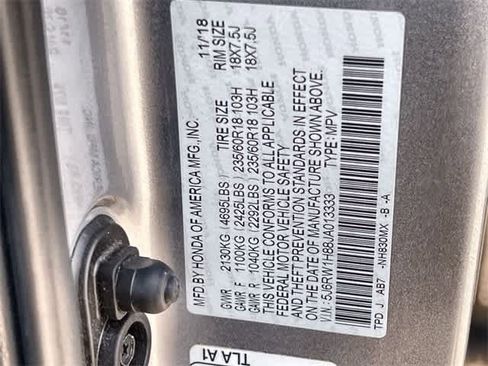 MFD.BY HONDA OF AMERICA MFG., INC. 11/18
GVWR 2130KG (4695LBS) TIRE SIZE RIM SIZE
GAWR F 1100KG (2425LBS) 235/60R18 103H 18X7.5J
GAWR R 1040KG (2292LBS) 235/60R18 103H 18X7.5J
THIS VEHICLE CONFORMS TO ALL APPLICABLE
FEDERAL MOTOR VEHICLE SAFETY
AND THEFT PREVENTION STANDARDS IN EFFECT
ON THE DATE OF MANUFACTURE SHOWN ABOVE.
V.I.N.: 5J6RW1H88JA013333 TYPE: MPV
TPD J AB7 -NH830MX -B -A
TLA A1